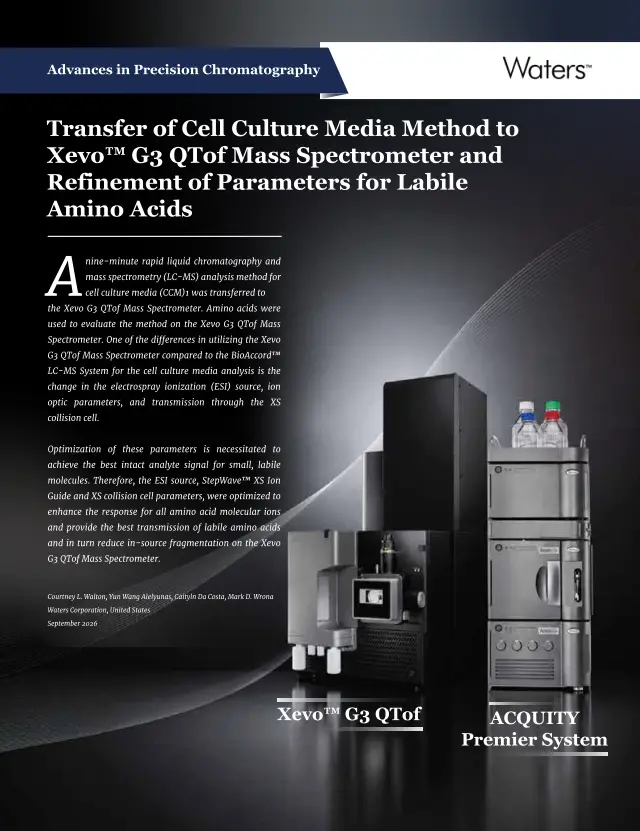 Advances in Precision Chromatography
Waters™
Transfer of Cell Culture Media Method to
Xevo™ G3 QTof Mass Spectrometer and
Refinement of Parameters for Labile
Amino Acids
A nine-minute rapid liquid chromatography and
mass spectrometry (LC-MS) analysis method for
cell culture media (CCM)1 was transferred to
the Xevo G3 QTof Mass Spectrometer. Amino acids were
used to evaluate the method on the Xevo G3 QTof Mass
Spectrometer. One of the differences in utilizing the Xevo
G3 QTof Mass Spectrometer compared to the BioAccord™
LC-MS System for the cell culture media analysis is the
change in the electrospray ionization (ESI) source, ion
optic parameters, and transmission through the XS
collision cell.
Optimization of these parameters is necessitated to
achieve the best intact analyte signal for small, labile
molecules. Therefore, the ESI source, StepWave™ XS Ion
Guide and XS collision cell parameters, were optimized to
enhance the response for all amino acid molecular ions
and provide the best transmission of labile amino acids
and in turn reduce in-source fragmentation on the Xevo
G3 QTof Mass Spectrometer.
Courtney L. Walton, Yun Wang Alelyunas, Caityln Da Costa, Mark D. Wrona
Waters Corporation, United States
September 2026
Xevo™ G3 QTof
ACQUITY
Premier System